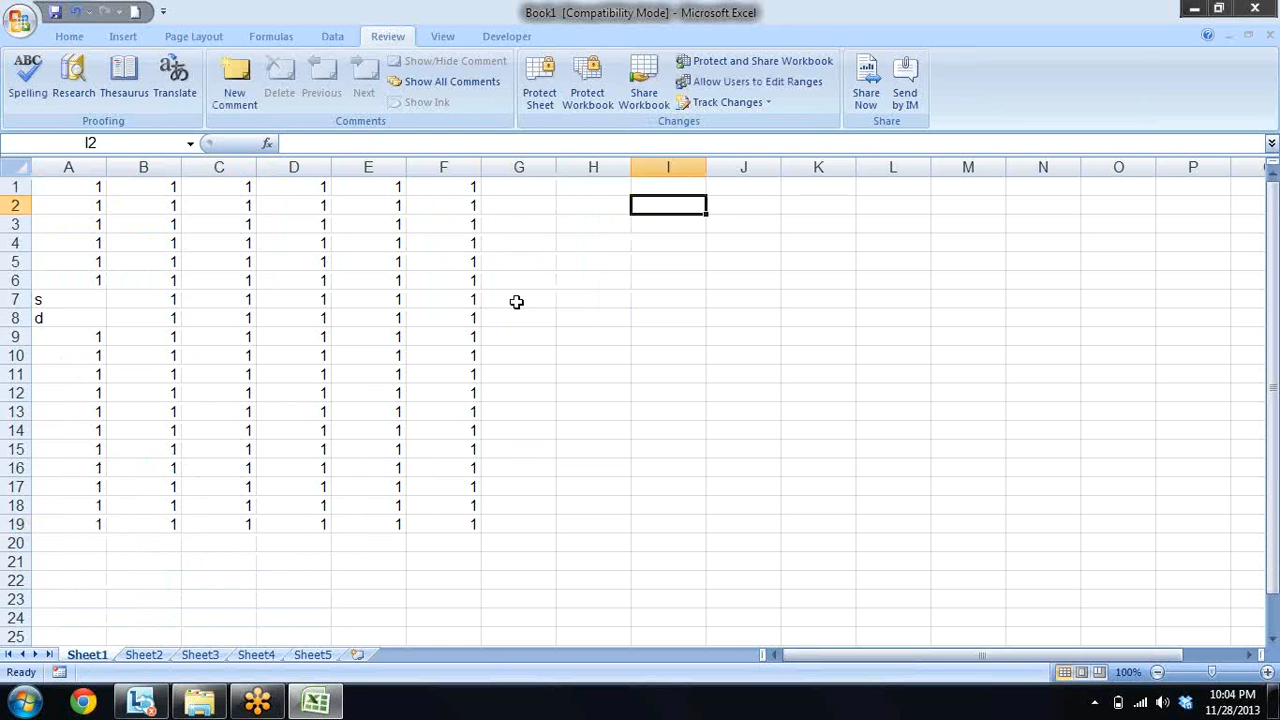 Book1 [Compatibility Mode] - Microsoft Excel
Home Insert Page Layout Formulas Data Review View Developer
ABC Spelling Research Thesaurus Translate
Proofing
New Comment Delete Previous Next
Show/Hide Comment
Show All Comments
Show Ink
Comments
Protect Sheet Protect Workbook Share Workbook
Protect and Share Workbook
Allow Users to Edit Ranges
Track Changes
Changes
Share Now Send by IM
Share
I2 fx
A B C D E F G H I J K L M N O P
1 1 1 1 1 1 1
2 1 1 1 1 1 1
3 1 1 1 1 1 1
4 1 1 1 1 1 1
5 1 1 1 1 1 1
6 1 1 1 1 1 1
7 s 1 1 1 1 1
8 d 1 1 1 1 1
9 1 1 1 1 1 1
10 1 1 1 1 1 1
11 1 1 1 1 1 1
12 1 1 1 1 1 1
13 1 1 1 1 1 1
14 1 1 1 1 1 1
15 1 1 1 1 1 1
16 1 1 1 1 1 1
17 1 1 1 1 1 1
18 1 1 1 1 1 1
19 1 1 1 1 1 1
20
21
22
23
24
25
Sheet1 Sheet2 Sheet3 Sheet4 Sheet5
Ready 100%
10:04 PM
11/28/2013